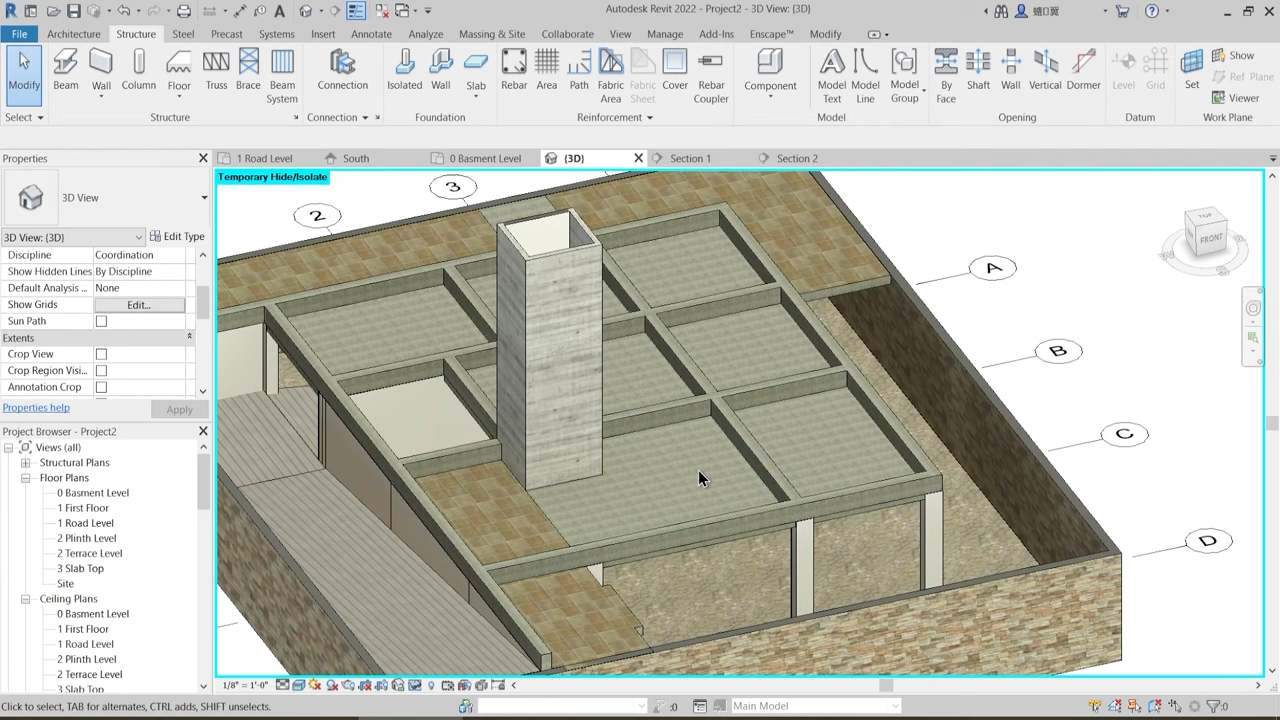 Autodesk Revit 2022 - Project2 - 3D View: {3D}
File Architecture Structure Steel Precast Systems Insert Annotate Analyze Massing & Site Collaborate View Manage Add-Ins Enscape™ Modify
Modify Beam Wall Column Floor Truss Brace Beam System Connection Isolated Wall Slab Rebar Area Path Fabric Area Fabric Sheet Cover Rebar Coupler Component Model Text Model Line Model Group By Face Shaft Wall Vertical Dormer Level Grid Set Show Ref Plane Viewer
Select Structure Connection Foundation Reinforcement Model Opening Datum Work Plane
Properties
1 Road Level South 0 Basment Level {3D} Section 1 Section 2
Temporary Hide/Isolate
3D View
3D View: {3D} Edit Type
Discipline Coordination
Show Hidden Lines By Discipline
Default Analysis ... None
Show Grids Edit...
Sun Path
Extents
Crop View
Crop Region Visi...
Annotation Crop
Properties help Apply
Project Browser - Project2
Views (all)
Structural Plans
Floor Plans
0 Basment Level
1 First Floor
1 Road Level
2 Plinth Level
2 Terrace Level
3 Slab Top
Site
Ceiling Plans
0 Basment Level
1 First Floor
1 Road Level
2 Plinth Level
2 Terrace Level
3 Slab Top
2
3
A
B
C
D
TOP
FRONT
1/8" = 1'-0"
Click to select, TAB for alternates, CTRL adds, SHIFT unselects.
:0
Main Model
:0